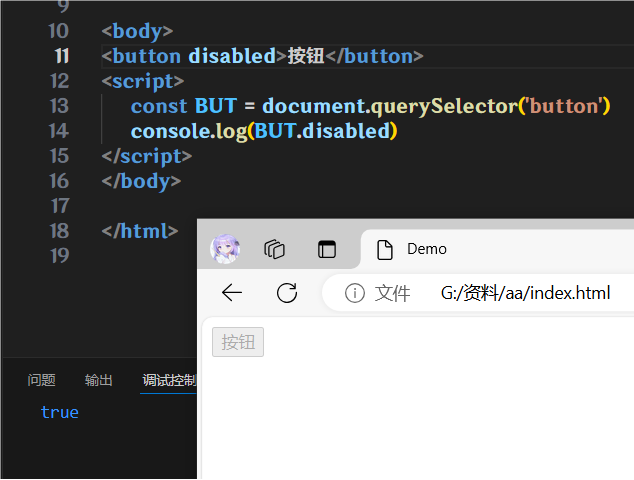 9
10 <body>
11 <button disabled>按钮</button>
12 <script>
13 const BUT = document.querySelector('button')
14 console.log(BUT.disabled)
15 </script>
16 </body>
17
18 </html>
19
Demo
文件 G:/资料/aa/index.html
按钮
问题 输出 调试控制
true